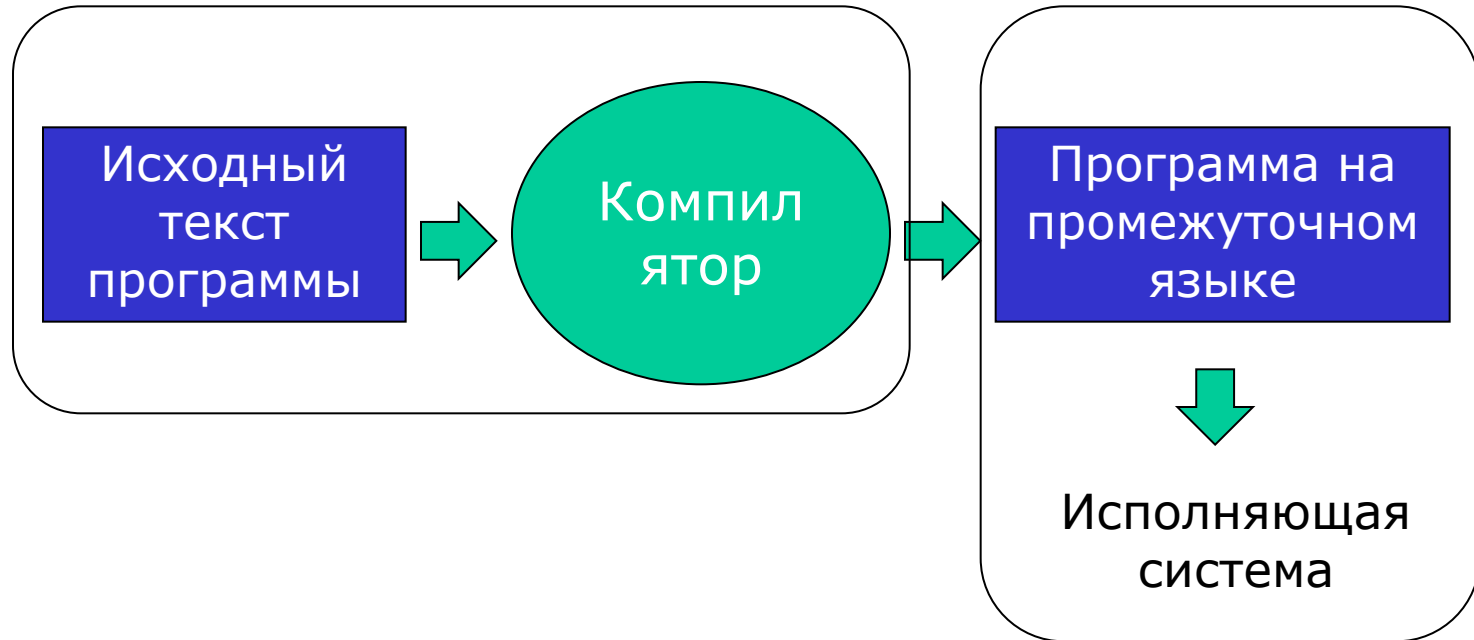 Исходный
текст
программы
Компил
ятор
Программа на
промежуточном
языке
Исполняющая
система